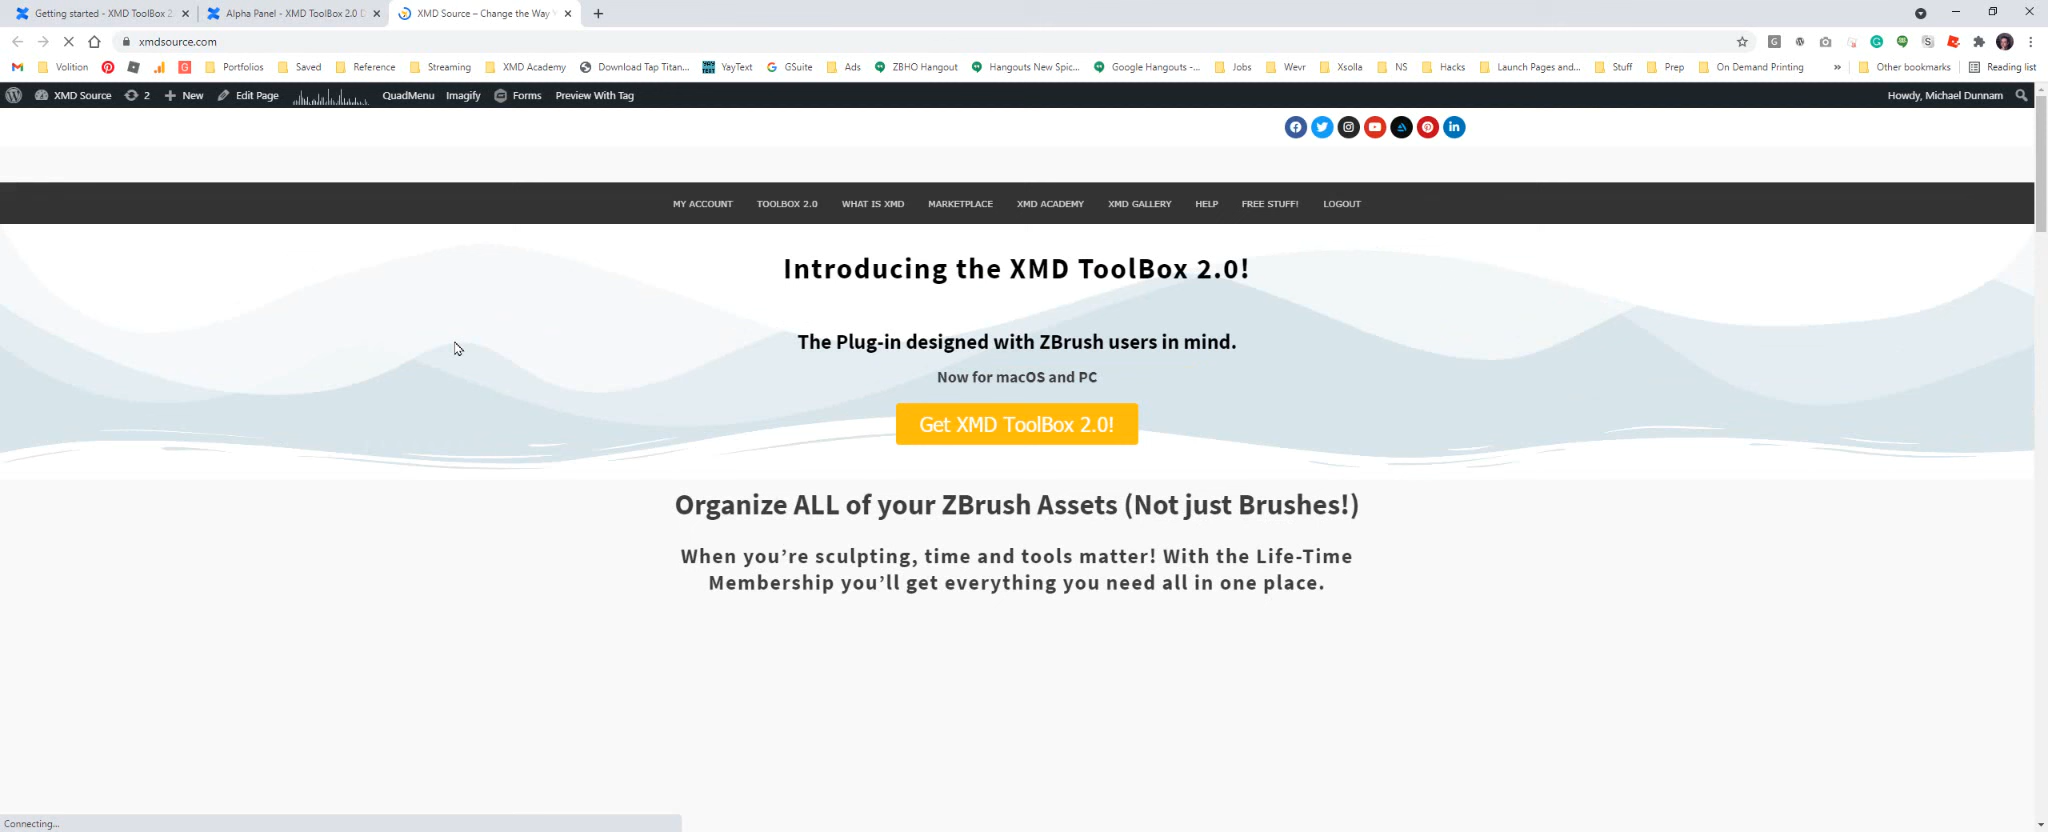 Getting started - XMD ToolBox 2
Alpha Panel - XMD ToolBox 2.0 D
XMD Source – Change the Way Y
xmdsource.com
Volition
Portfolios
Saved
Reference
Streaming
XMD Academy
Download Tap Titan...
YayText
GSuite
Ads
ZBHO Hangout
Hangouts New Spic...
Google Hangouts -...
Jobs
Wevr
Xsolla
NS
Hacks
Launch Pages and...
Stuff
Prep
On Demand Printing
»
Other bookmarks
Reading list
XMD Source
2
New
Edit Page
QuadMenu
Imagify
Forms
Preview With Tag
Howdy, Michael Dunnam
MY ACCOUNT
TOOLBOX 2.0
WHAT IS XMD
MARKETPLACE
XMD ACADEMY
XMD GALLERY
HELP
FREE STUFF!
LOGOUT
Introducing the XMD ToolBox 2.0!
The Plug-in designed with ZBrush users in mind.
Now for macOS and PC
Get XMD ToolBox 2.0!
Organize ALL of your ZBrush Assets (Not just Brushes!)
When you’re sculpting, time and tools matter! With the Life-Time
Membership you’ll get everything you need all in one place.
Connecting...